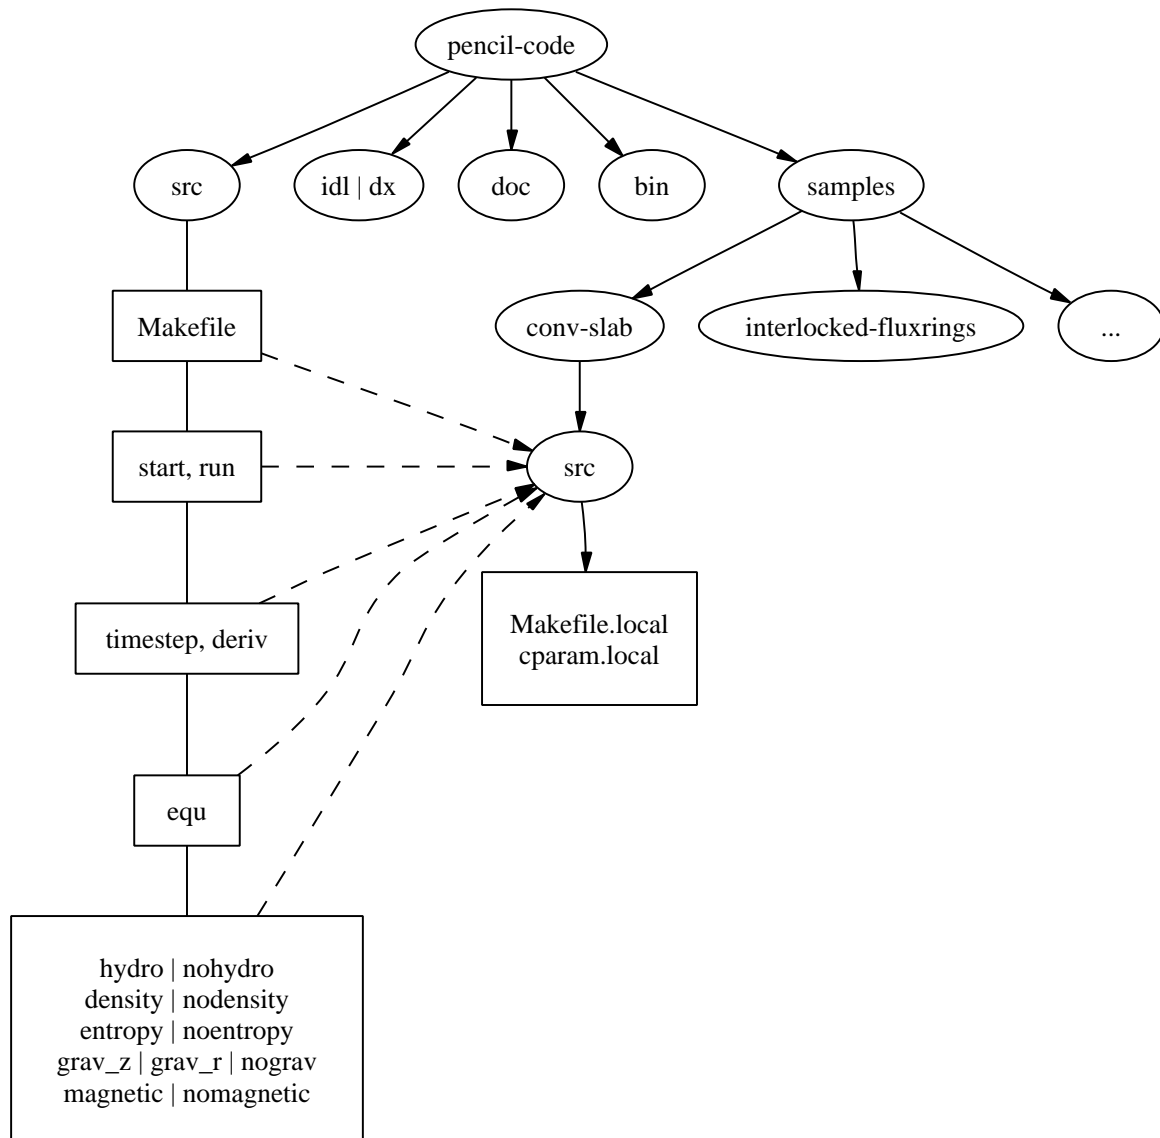 pencil-code
src
idl | dx
doc
bin
samples
Makefile
conv-slab
interlocked-fluxrings
...
start, run
src
timestep, deriv
Makefile.local
cparam.local
equ
hydro | nohydro
density | nodensity
entropy | noentropy
grav_z | grav_r | nograv
magnetic | nomagnetic